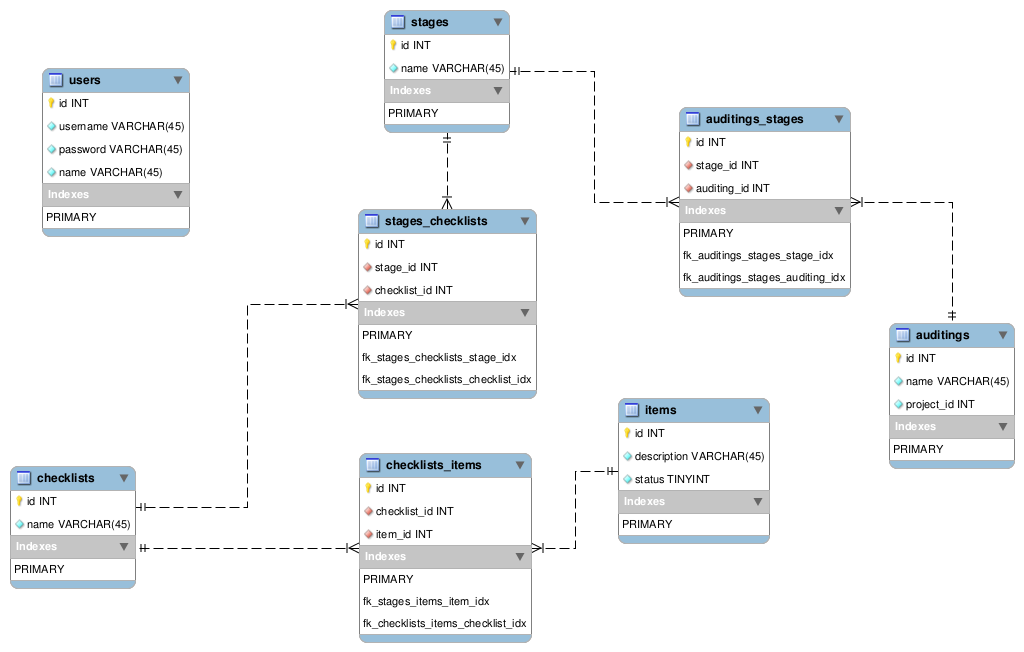 stages
id INT
name VARCHAR(45)
Indexes
PRIMARY
users
id INT
username VARCHAR(45)
password VARCHAR(45)
name VARCHAR(45)
Indexes
PRIMARY
auditings_stages
id INT
stage_id INT
auditing_id INT
Indexes
PRIMARY
fk_auditings_stages_stage_idx
fk_auditings_stages_auditing_idx
stages_checklists
id INT
stage_id INT
checklist_id INT
Indexes
PRIMARY
fk_stages_checklists_stage_idx
fk_stages_checklists_checklist_idx
auditings
id INT
name VARCHAR(45)
project_id INT
Indexes
PRIMARY
items
id INT
description VARCHAR(45)
status TINYINT
Indexes
PRIMARY
checklists
id INT
name VARCHAR(45)
Indexes
PRIMARY
checklists_items
id INT
checklist_id INT
item_id INT
Indexes
PRIMARY
fk_stages_items_item_idx
fk_checklists_items_checklist_idx